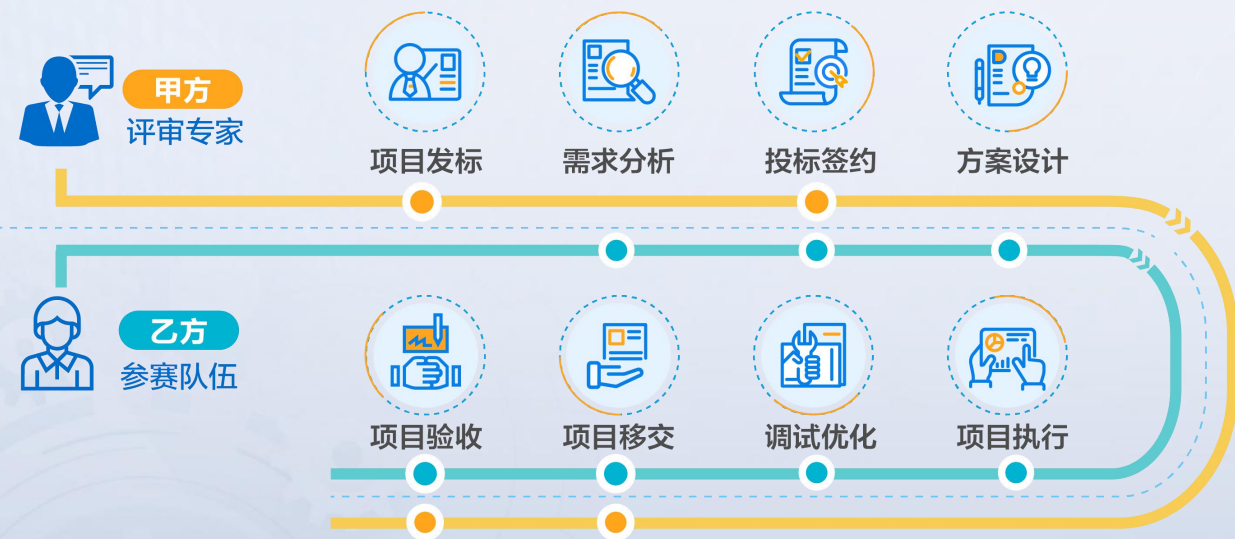 甲方
评审专家
项目发标
需求分析
投标签约
方案设计
乙方
参赛队伍
项目验收
项目移交
调试优化
项目执行